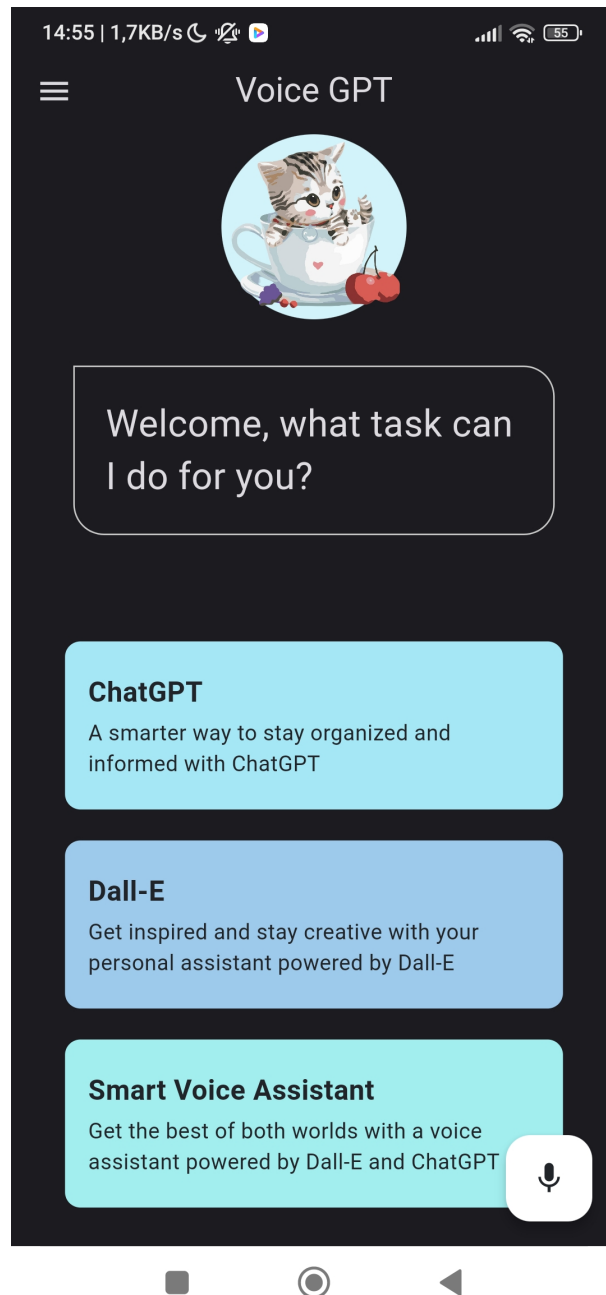 14:55 | 1,7KB/s
55
Voice GPT
Welcome, what task can
I do for you?
ChatGPT
A smarter way to stay organized and
informed with ChatGPT
Dall-E
Get inspired and stay creative with your
personal assistant powered by Dall-E
Smart Voice Assistant
Get the best of both worlds with a voice
assistant powered by Dall-E and ChatGPT